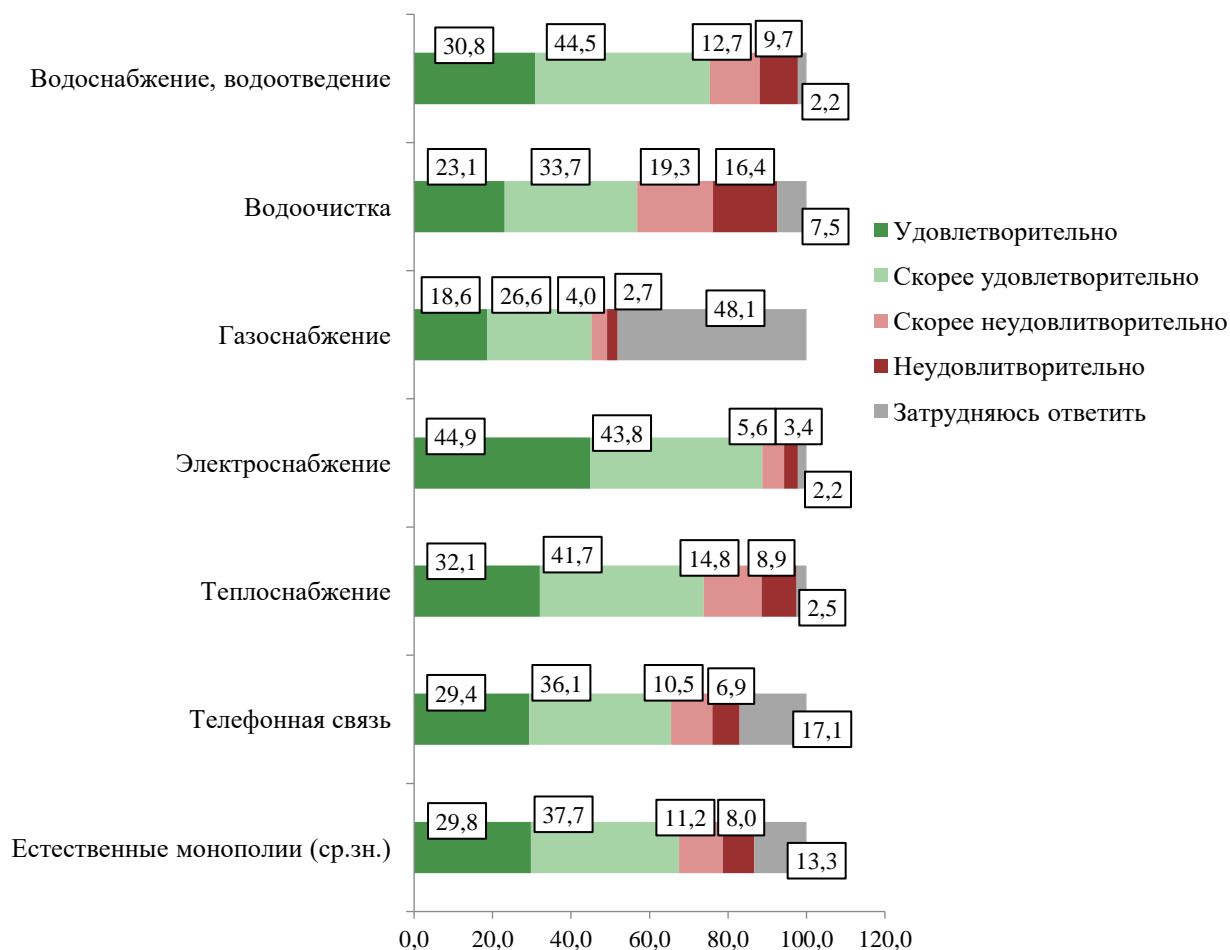 30,8 44,5 12,7 9,7
Водоснабжение, водоотведение
2,2
23,1 33,7 19,3 16,4
Водоочистка
7,5
18,6 26,6 4,0 2,7
48,1
Газоснабжение
44,9 43,8 5,6 3,4
Электроснабжение
2,2
32,1 41,7 14,8 8,9
Теплоснабжение
2,5
29,4 36,1 10,5 6,9
Телефонная связь
17,1
29,8 37,7 11,2 8,0
Естественные монополии (ср.зн.)
13,3
0,0 20,0 40,0 60,0 80,0 100,0 120,0
Удовлетворительно
Скорее удовлетворительно
Скорее неудовлитворительно
Неудовлитворительно
Затрудняюсь ответить